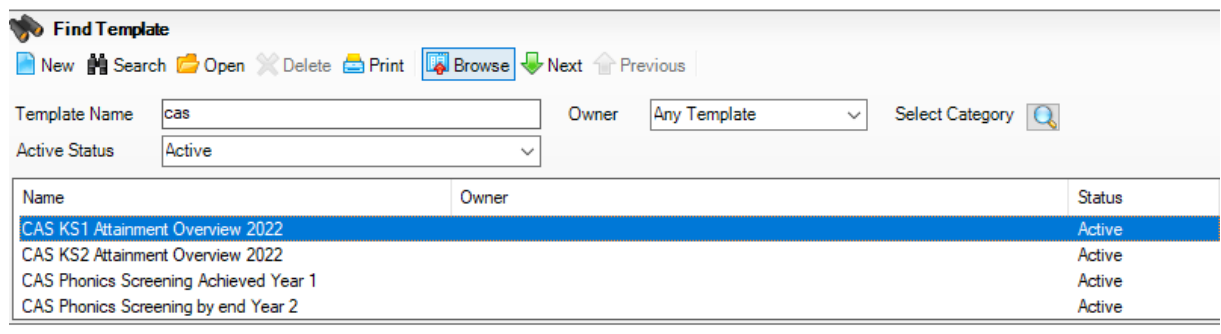 Find Template
New Search Open Delete Print Browse Next Previous
Template Name cas Owner Any Template Select Category
Active Status Active
Name Owner Status
CAS KS1 Attainment Overview 2022 Active
CAS KS2 Attainment Overview 2022 Active
CAS Phonics Screening Achieved Year 1 Active
CAS Phonics Screening by end Year 2 Active